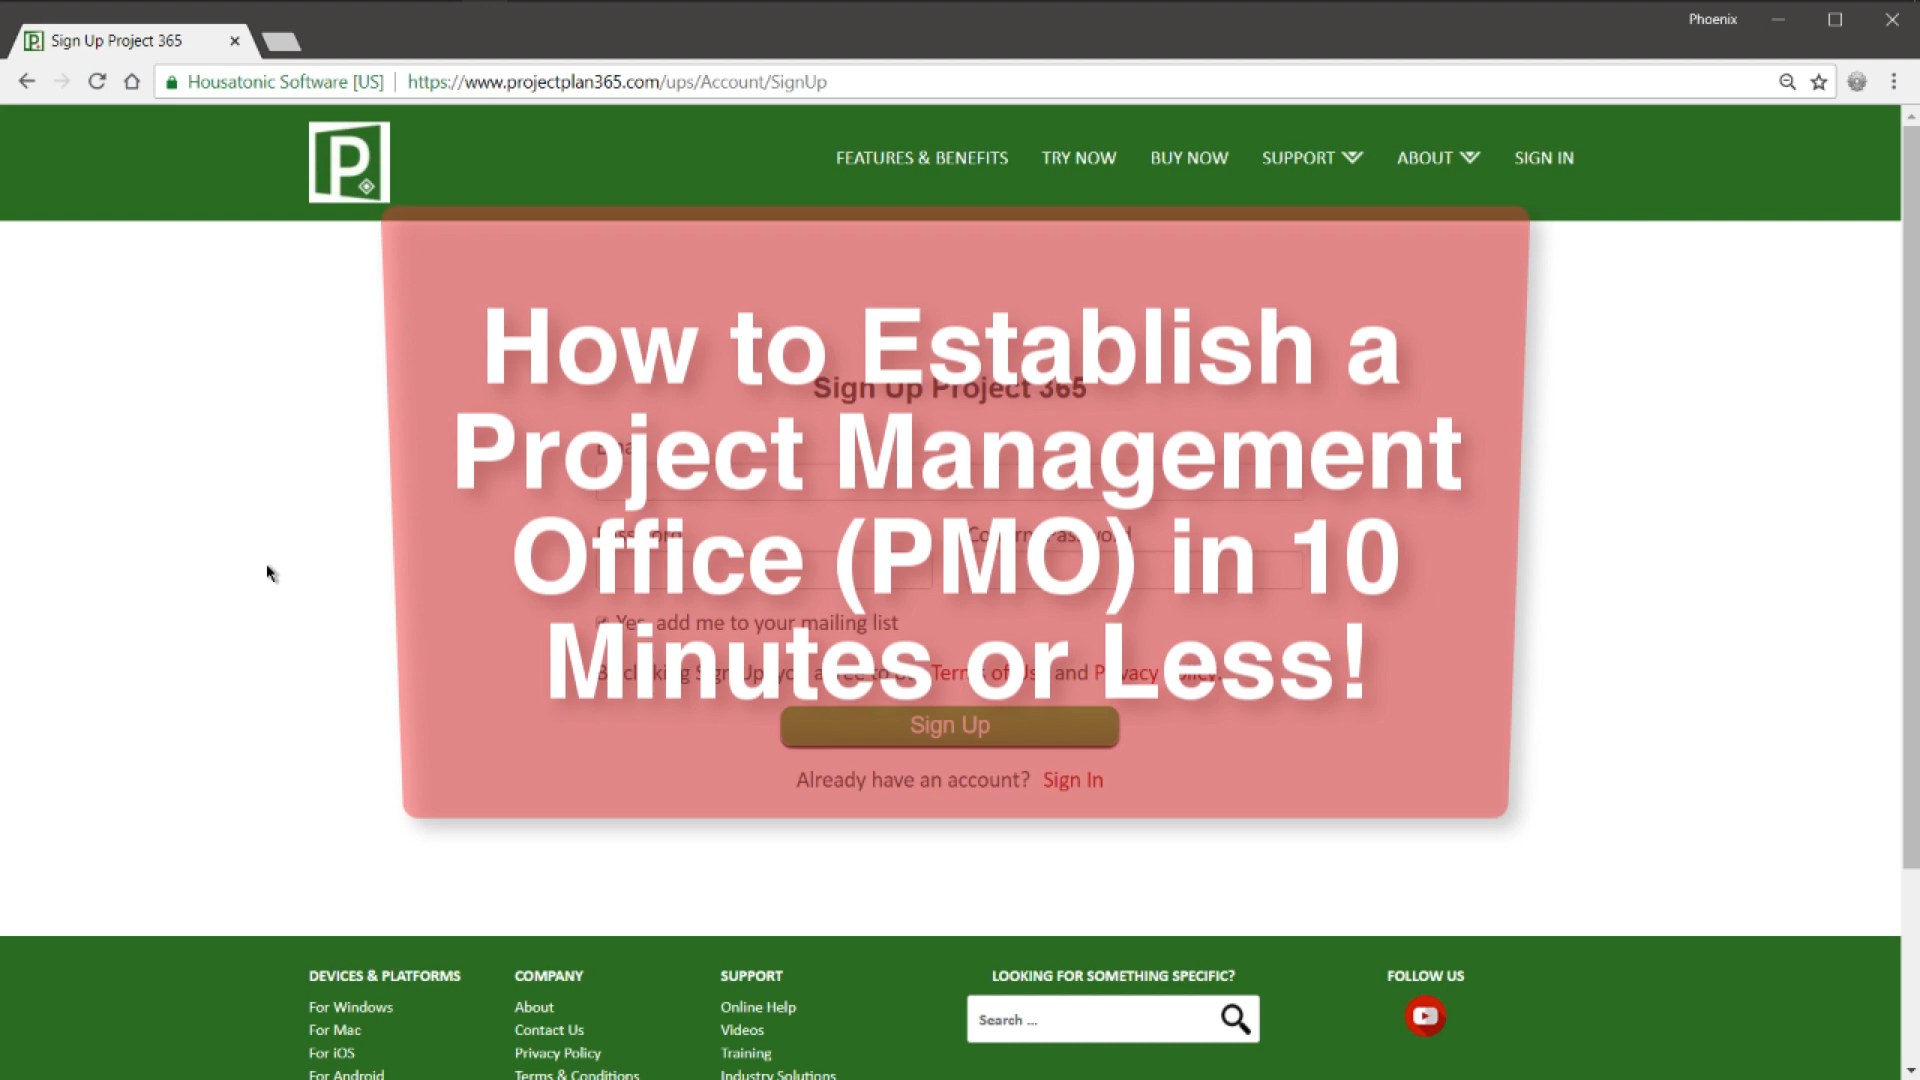 Phoenix
Sign Up Project 365
Housatonic Software [US] | https://www.projectplan365.com/ups/Account/SignUp
P
FEATURES & BENEFITS TRY NOW BUY NOW SUPPORT ABOUT SIGN IN
How to Establish a
Project Management
Office (PMO) in 10
Minutes or Less!
Sign Up Project 365
Yes, add me to your mailing list
Sign Up
Already have an account? Sign In
DEVICES & PLATFORMS
For Windows
For Mac
For iOS
For Android
COMPANY
About
Contact Us
Privacy Policy
Terms & Conditions
SUPPORT
Online Help
Videos
Training
Industry Solutions
LOOKING FOR SOMETHING SPECIFIC?
Search ...
FOLLOW US